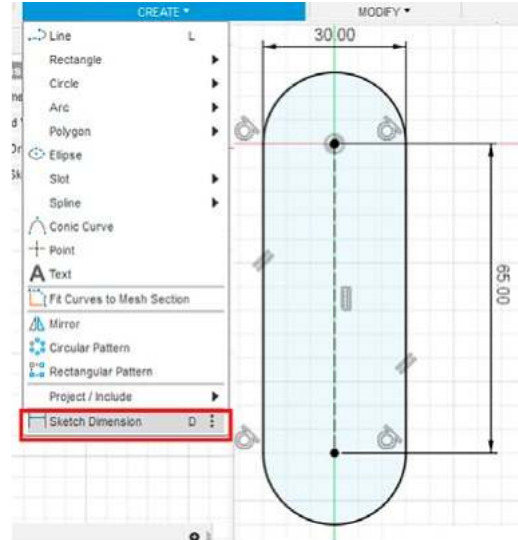 CREATE
MODIFY
Line L
Rectangle
Circle
Arc
Polygon
Ellipse
Slot
Spline
Conic Curve
Point
Text
Fit Curves to Mesh Section
Mirror
Circular Pattern
Rectangular Pattern
Project / Include
Sketch Dimension D
30.00
65.00